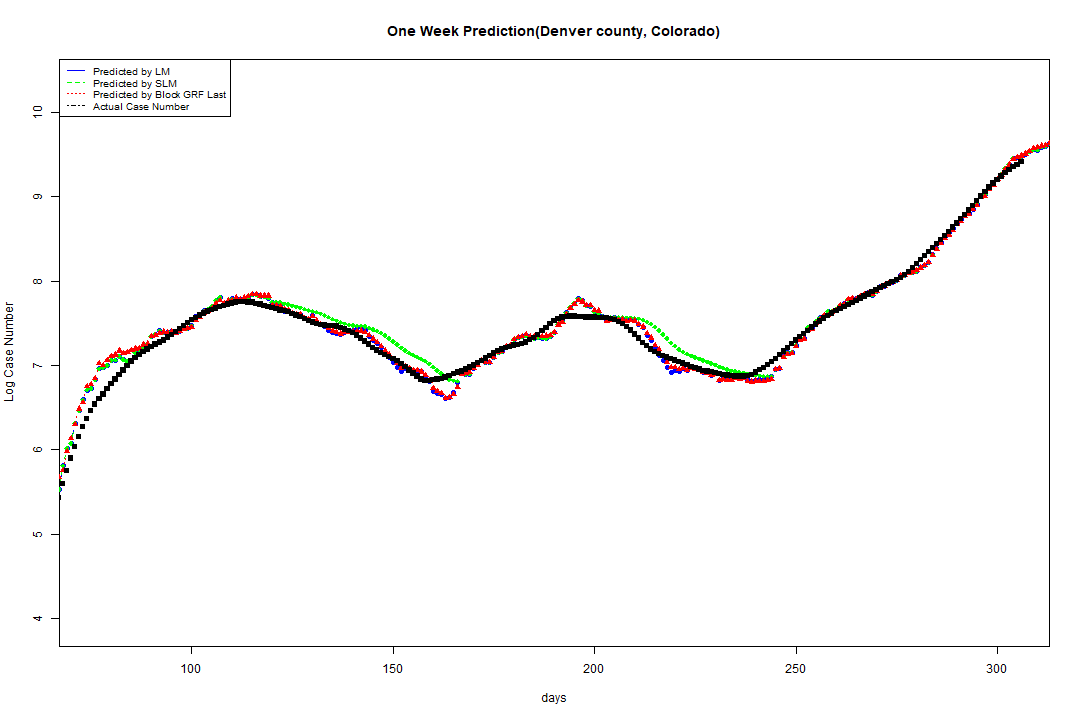 One Week Prediction(Denver county, Colorado)
Predicted by LM
Predicted by SLM
Predicted by Block GRF Last
Actual Case Number
10
9
8
7
6
5
4
Log Case Number
100 150 200 250 300
days